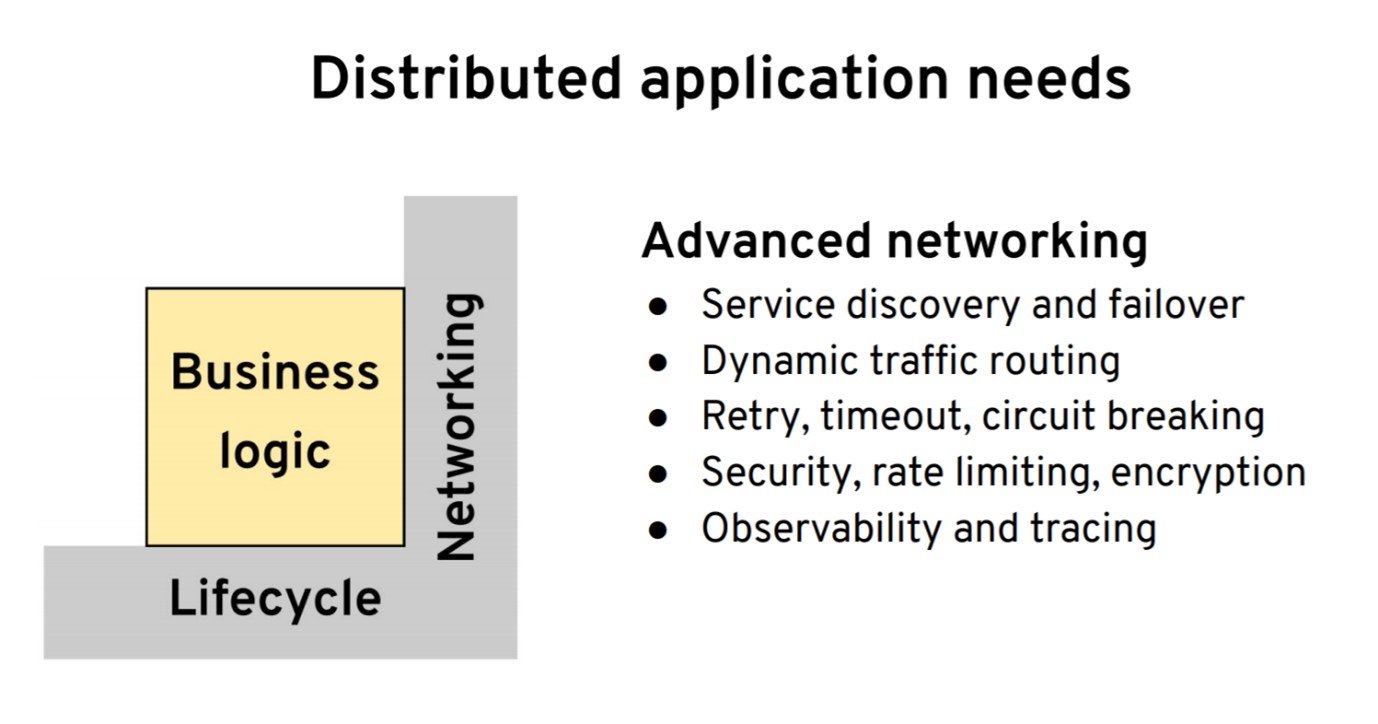 Distributed application needs
Business
logic
Networking
Lifecycle
Advanced networking
● Service discovery and failover
● Dynamic traffic routing
● Retry, timeout, circuit breaking
● Security, rate limiting, encryption
● Observability and tracing